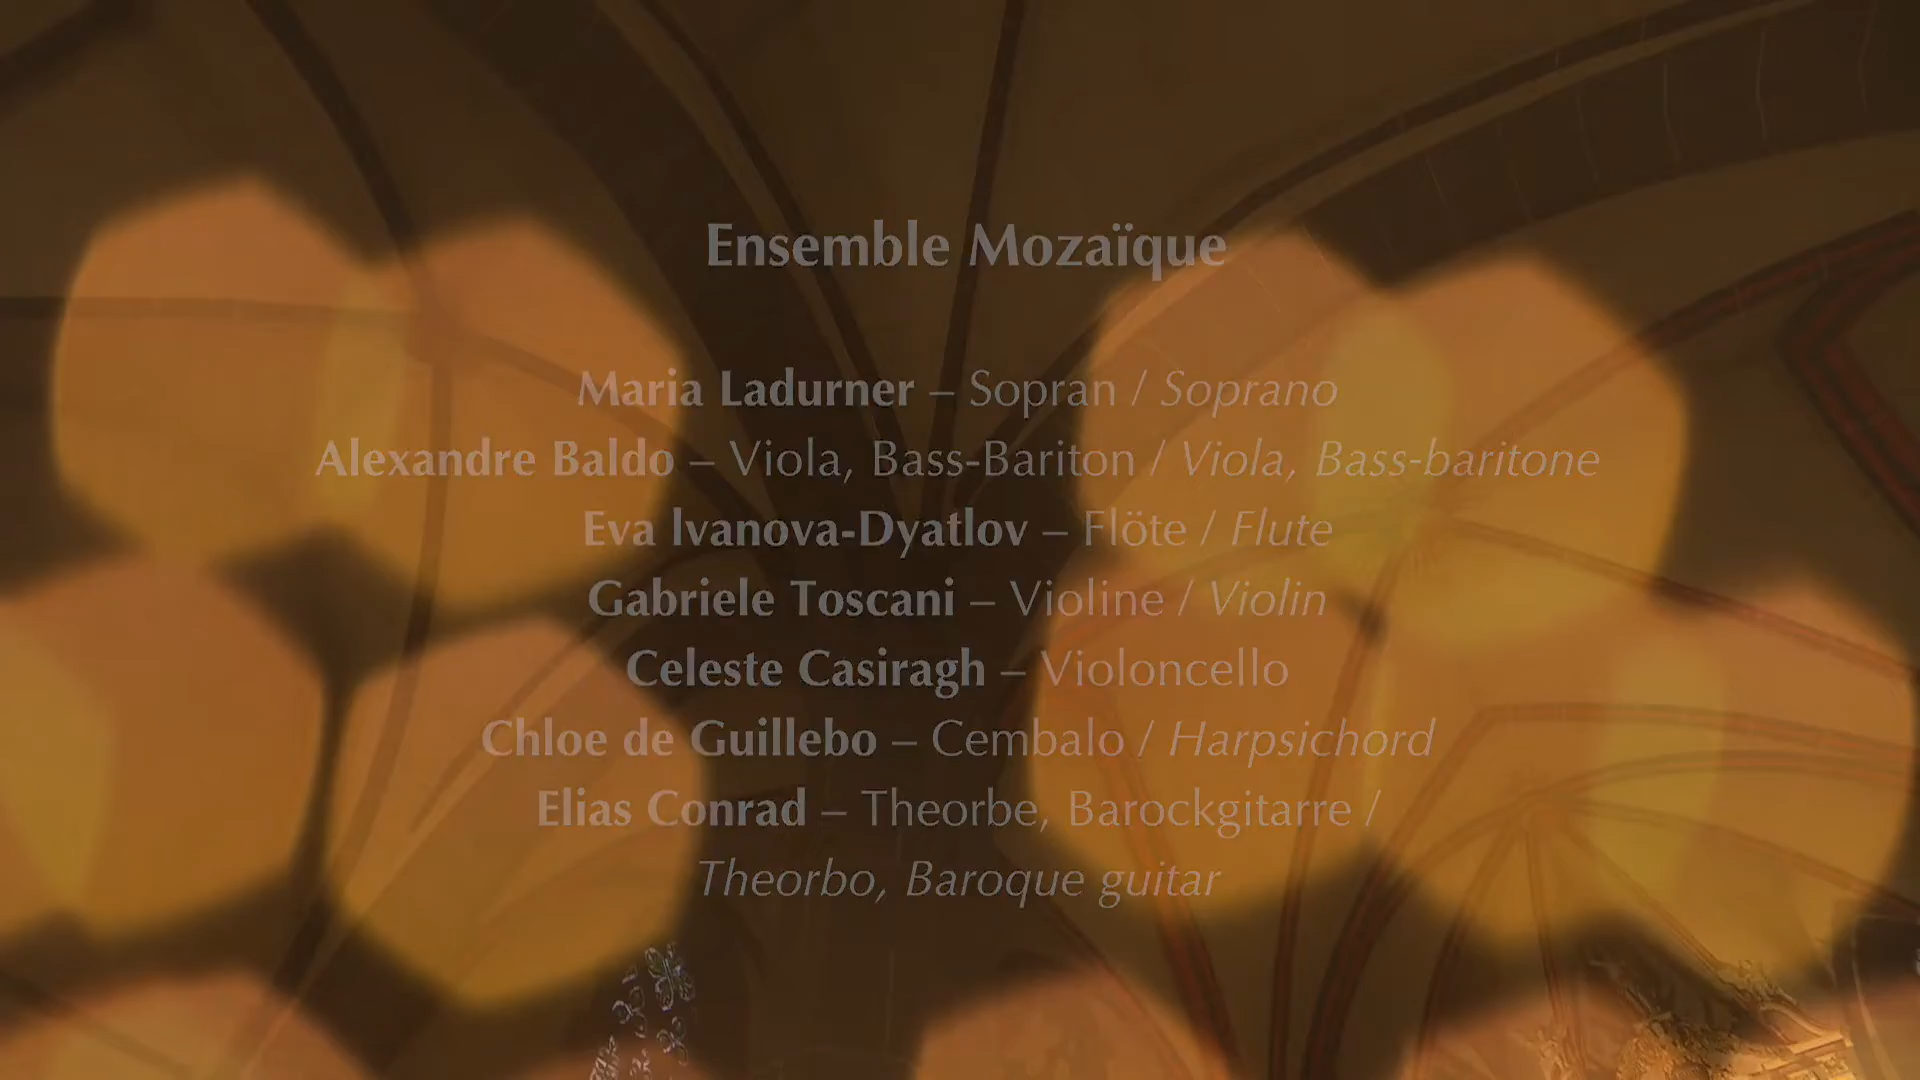 Ensemble Mozaïque
Maria Ladurner – Sopran / Soprano
Alexandre Baldo – Viola, Bass-Bariton / Viola, Bass-baritone
Eva Ivanova-Dyatlov – Flöte / Flute
Gabriele Toscani – Violine / Violin
Celeste Casiragh – Violoncello
Chloe de Guillebo – Cembalo / Harpsichord
Elias Conrad – Theorbe, Barockgitarre /
Theorbo, Baroque guitar